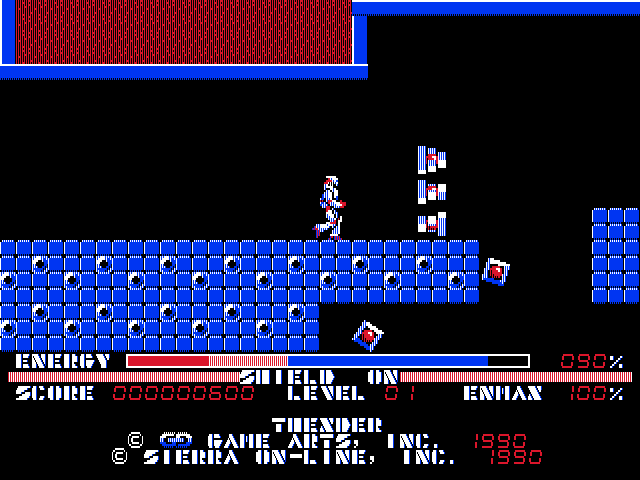 ENERGY 090%
SHIELD ON
SCORE 000000600 LEVEL 01 ENMAX 100%
THEXDER
© GAME ARTS, INC. 1990
© SIERRA ON-LINE, INC. 1990